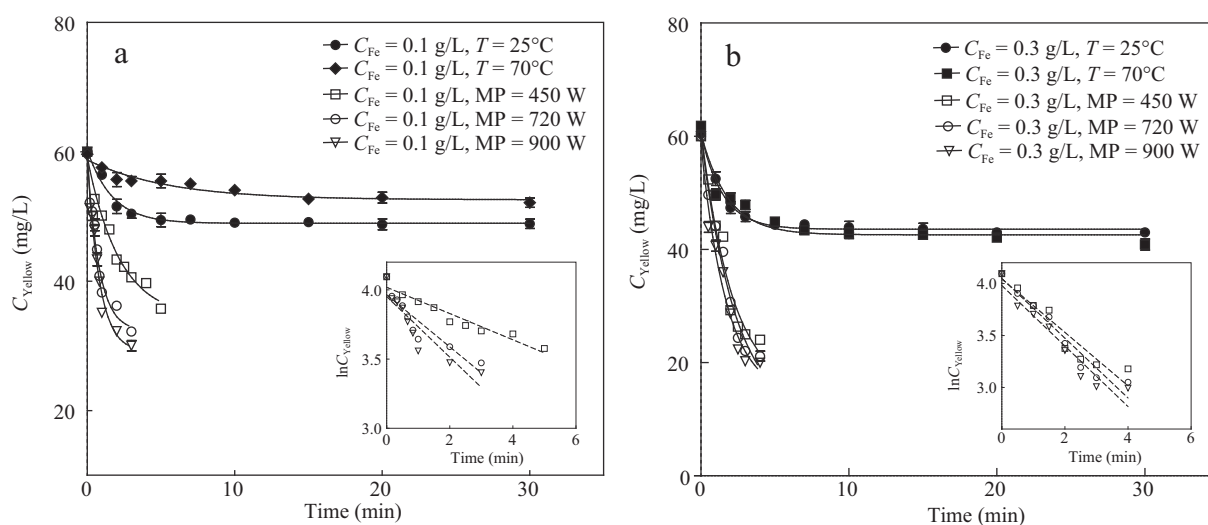 a
80
60
40
20
C_Yellow (mg/L)
0 10 20 30
Time (min)
C_Fe = 0.1 g/L, T = 25°C
C_Fe = 0.1 g/L, T = 70°C
C_Fe = 0.1 g/L, MP = 450 W
C_Fe = 0.1 g/L, MP = 720 W
C_Fe = 0.1 g/L, MP = 900 W
4.0
3.5
3.0
lnC_Yellow
0 2 4 6
Time (min)
b
80
60
40
20
0
C_Yellow (mg/L)
0 10 20 30
Time (min)
C_Fe = 0.3 g/L, T = 25°C
C_Fe = 0.3 g/L, T = 70°C
C_Fe = 0.3 g/L, MP = 450 W
C_Fe = 0.3 g/L, MP = 720 W
C_Fe = 0.3 g/L, MP = 900 W
4.0
3.5
3.0
lnC_Yellow
0 2 4 6
Time (min)